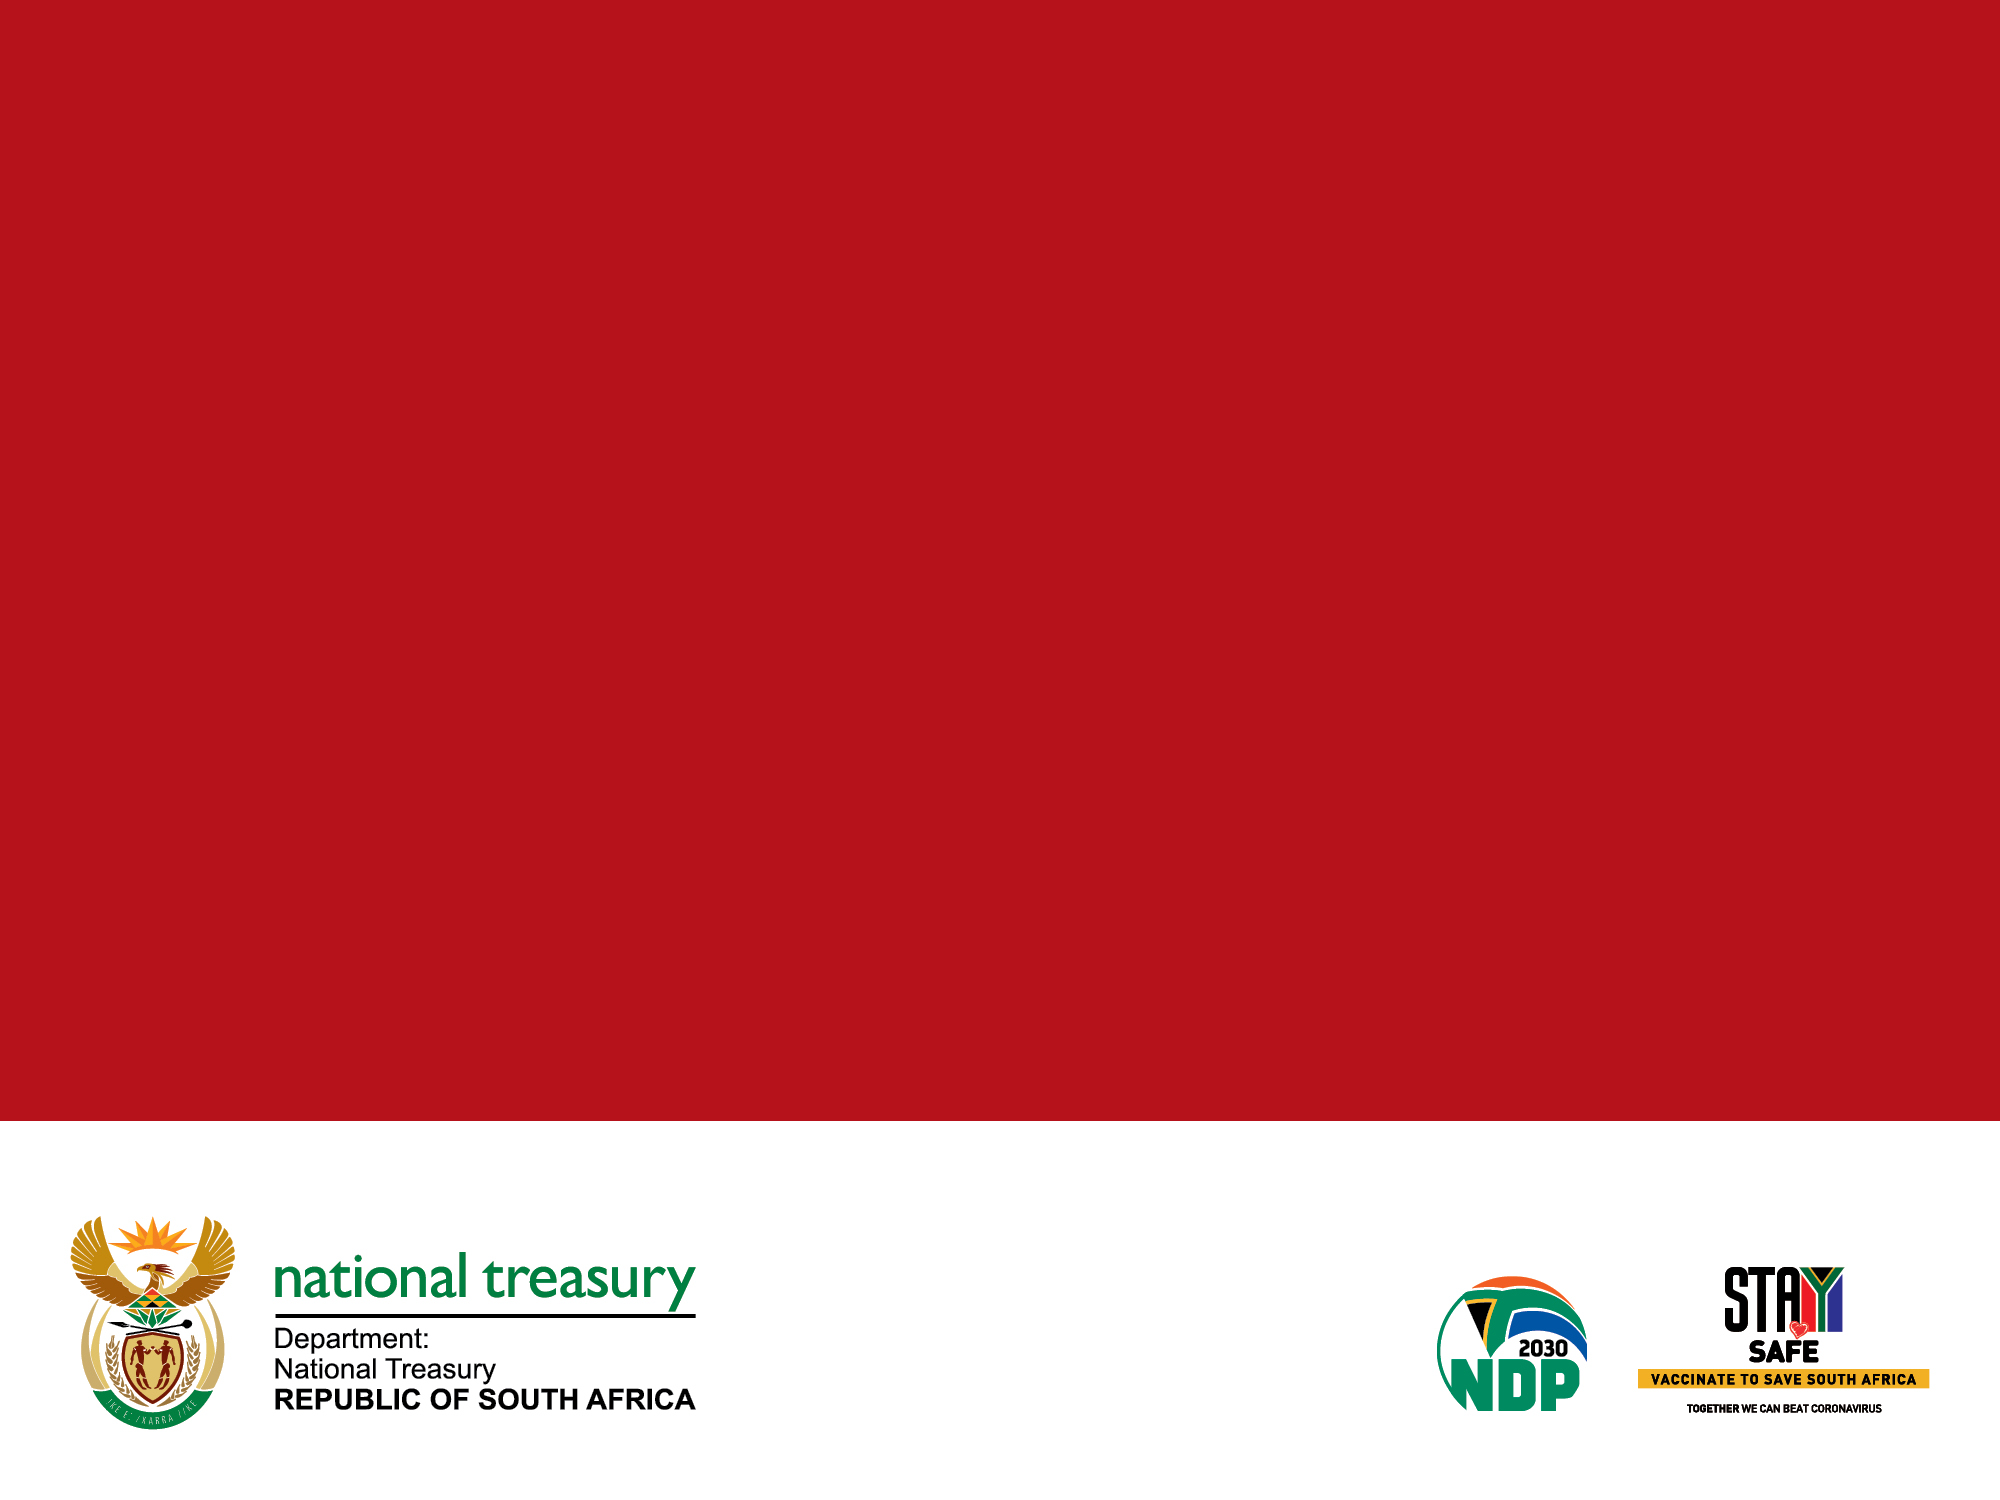 national treasury
Department:
National Treasury
REPUBLIC OF SOUTH AFRICA
2030
NDP
STAY
SAFE
VACCINATE TO SAVE SOUTH AFRICA
TOGETHER WE CAN BEAT CORONAVIRUS